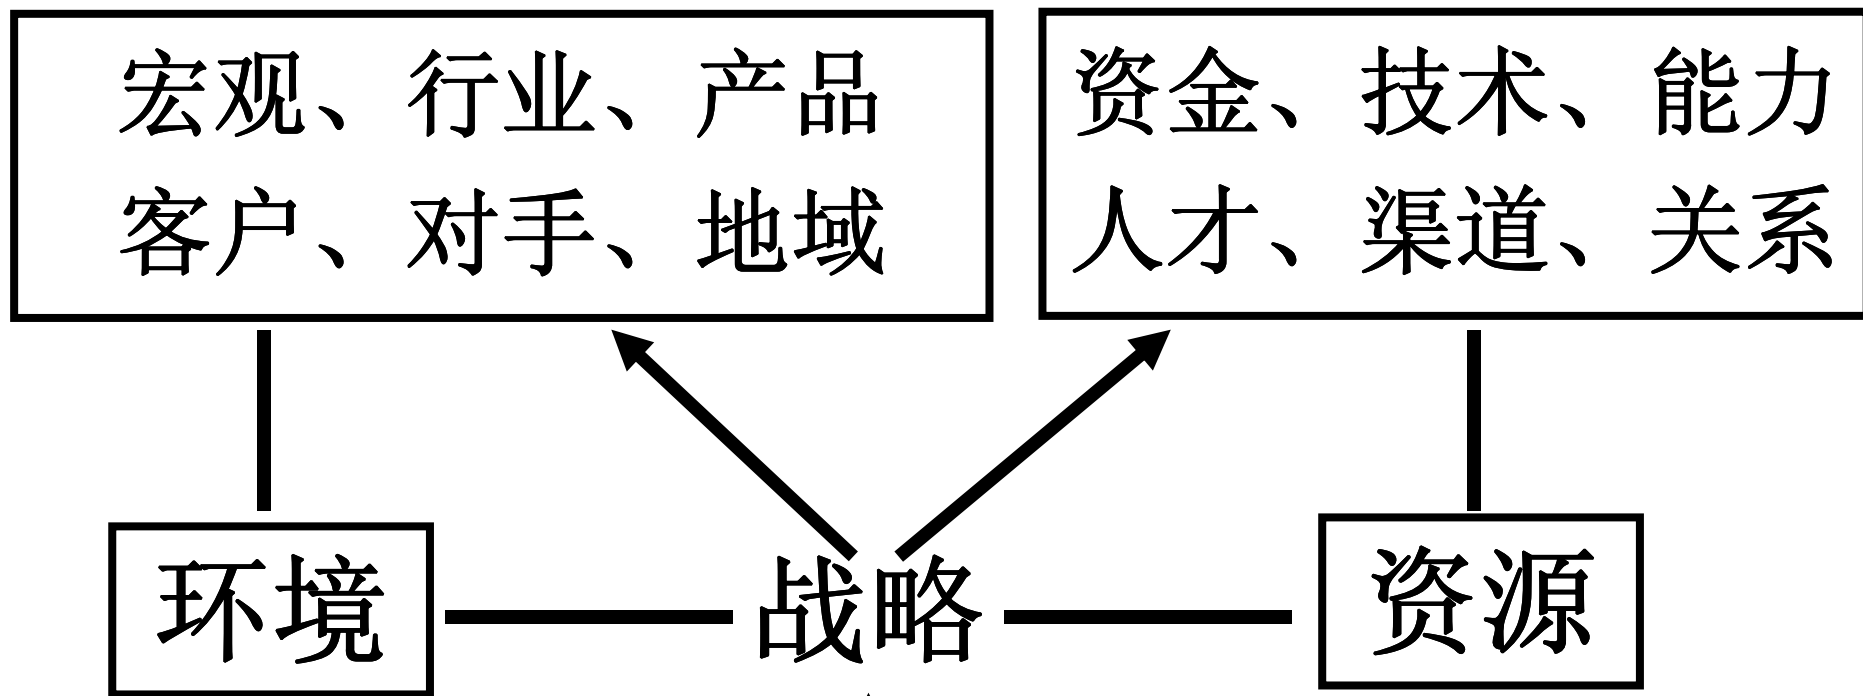 宏观、行业、产品
客户、对手、地域
资金、技术、能力
人才、渠道、关系
环境
战略
资源